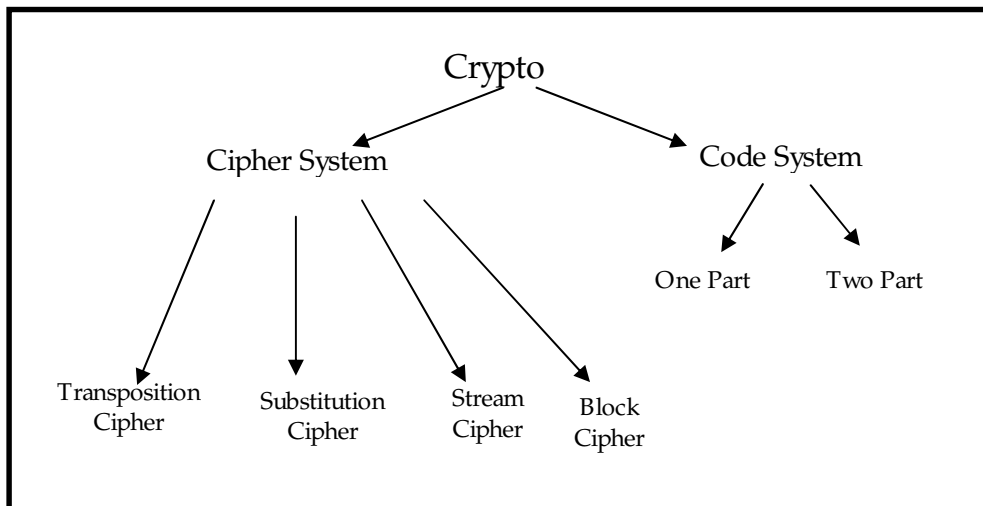 Crypto
Cipher System
Code System
One Part
Two Part
Transposition
Cipher
Substitution
Cipher
Stream
Cipher
Block
Cipher